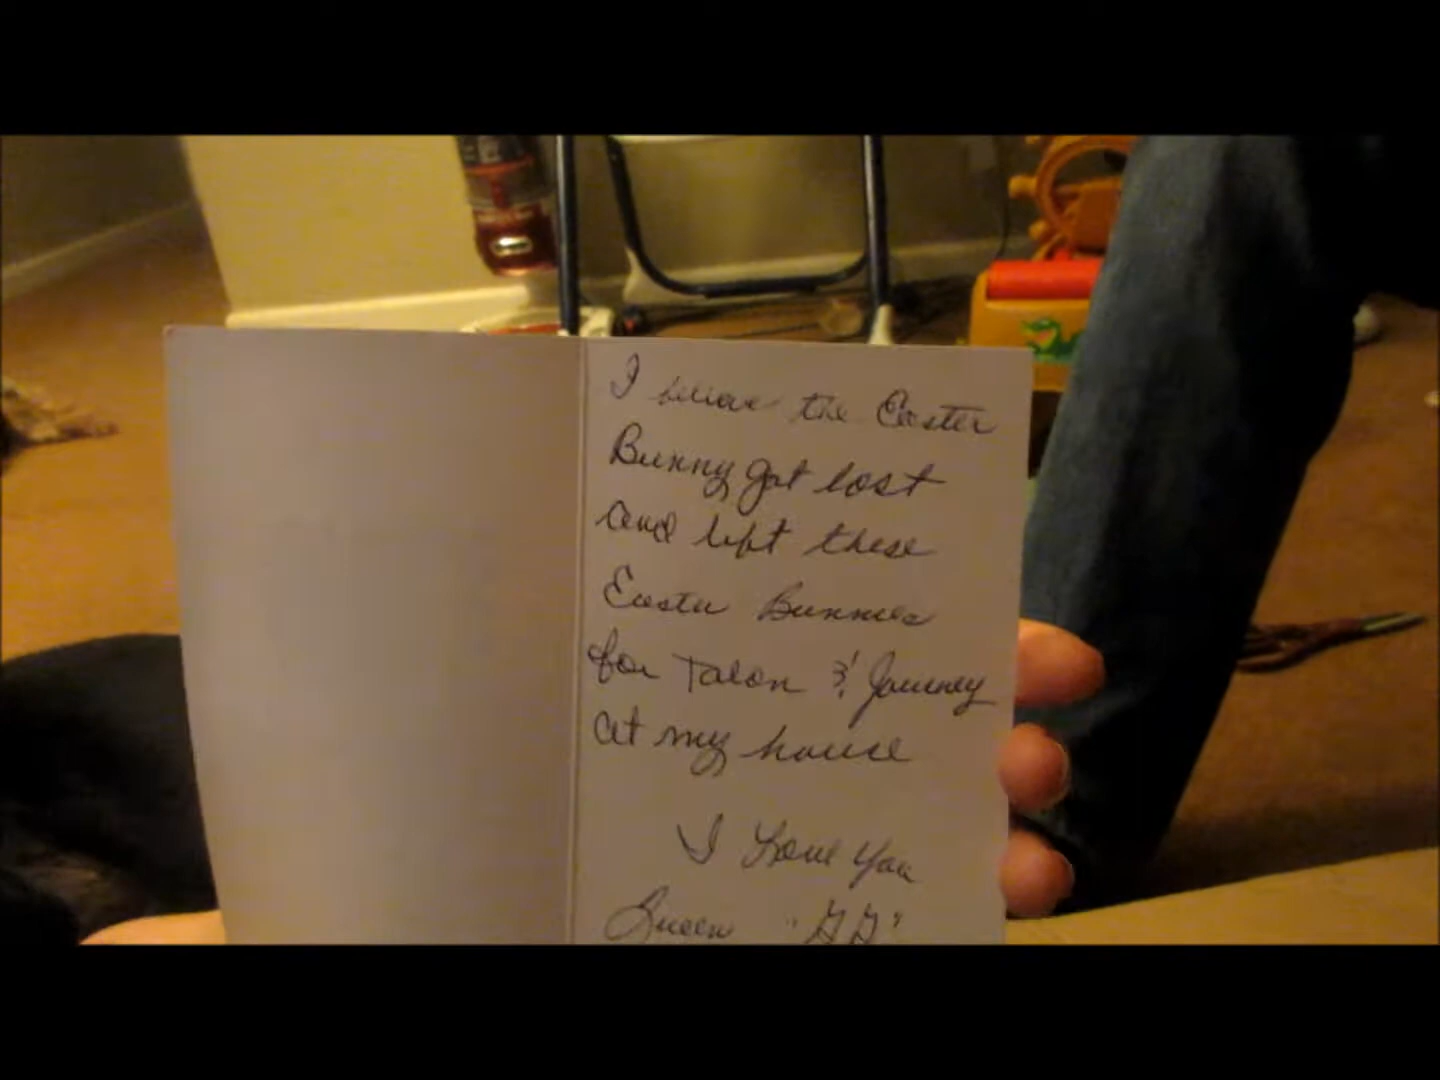 I believe the Easter
Bunny got lost
and left these
Easter Bunnies
for Talon & Journey
at my house
I Love You
Queen "GG"